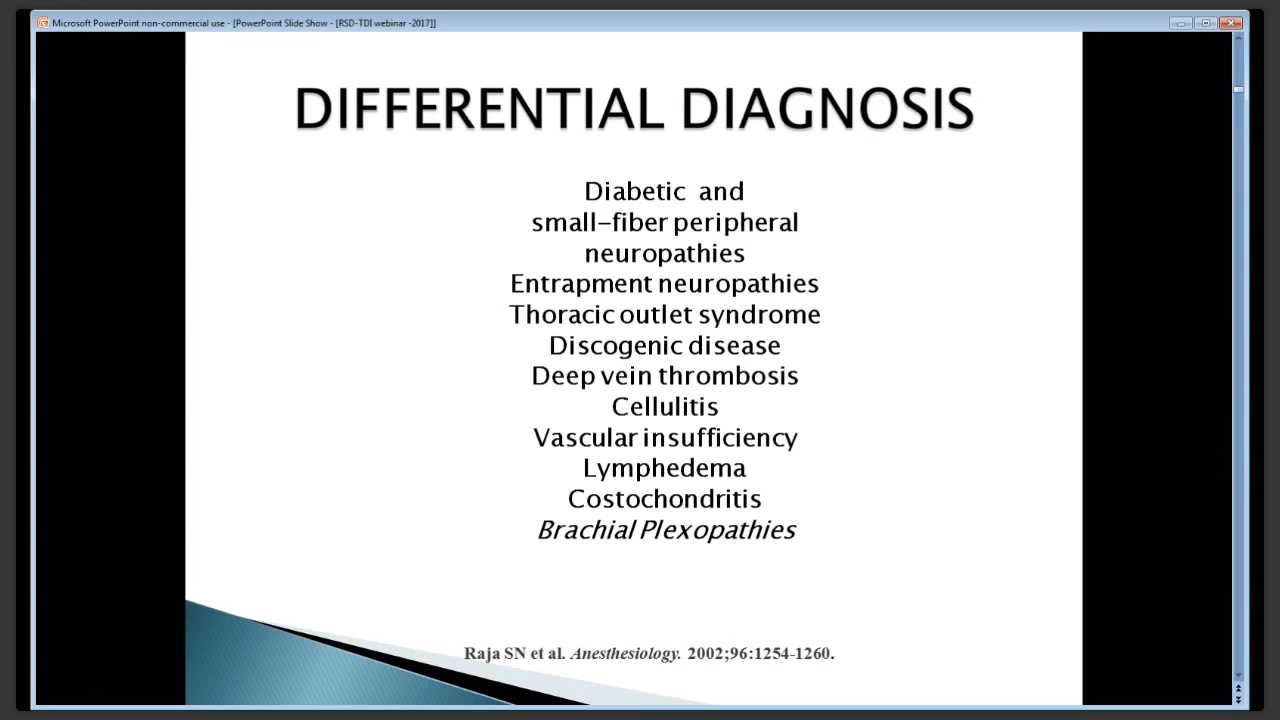 Microsoft PowerPoint non-commercial use - [PowerPoint Slide Show - [RSD-TDI webinar -2017]]
DIFFERENTIAL DIAGNOSIS
Diabetic and
small-fiber peripheral
neuropathies
Entrapment neuropathies
Thoracic outlet syndrome
Discogenic disease
Deep vein thrombosis
Cellulitis
Vascular insufficiency
Lymphedema
Costochondritis
Brachial Plexopathies
Raja SN et al. Anesthesiology. 2002;96:1254-1260.